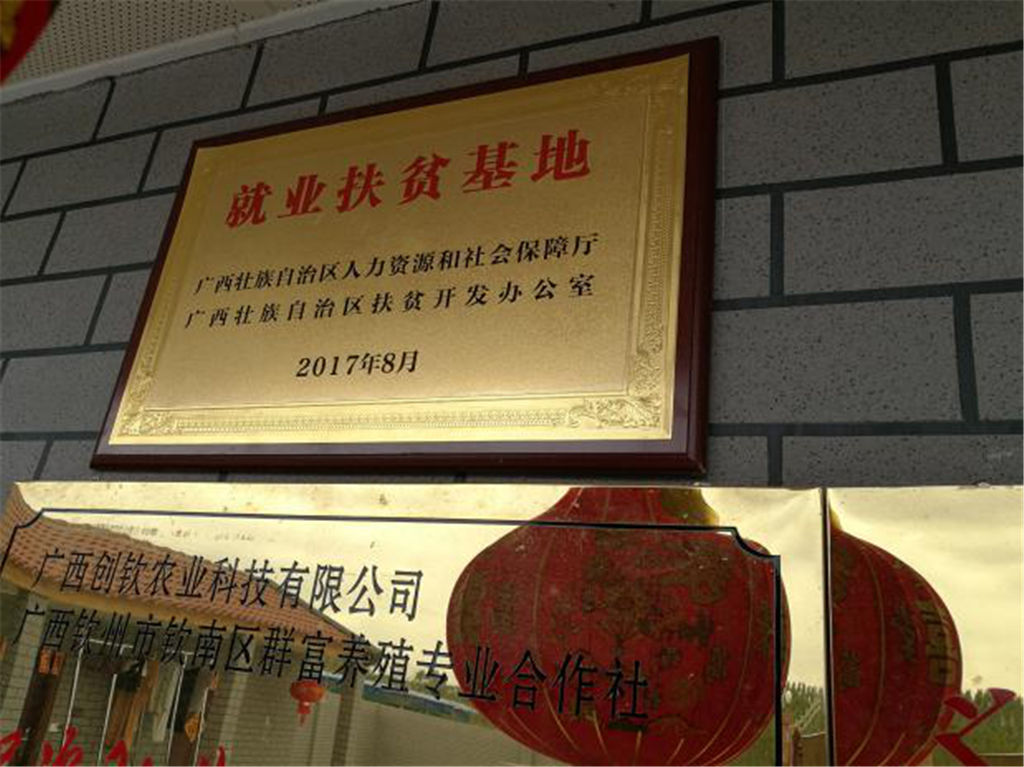 就业扶贫基地
广西壮族自治区人力资源和社会保障厅
广西壮族自治区扶贫开发办公室
2017年8月
广西创钦农业科技有限公司
广西钦州市钦南区群富养殖专业合作社